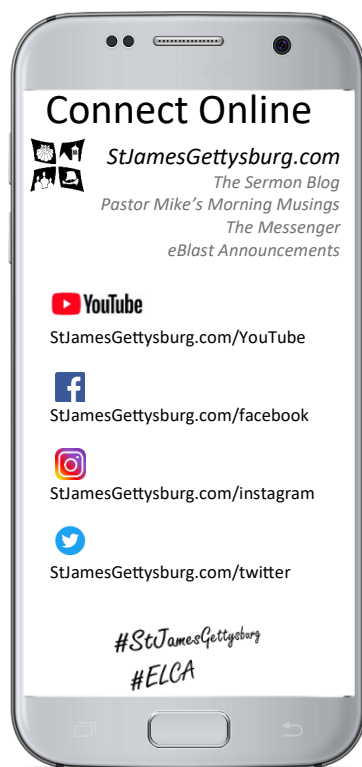 Connect Online
StJamesGettysburg.com
The Sermon Blog
Pastor Mike's Morning Musings
The Messenger
eBlast Announcements
YouTube
StJamesGettysburg.com/YouTube
StJamesGettysburg.com/facebook
StJamesGettysburg.com/instagram
StJamesGettysburg.com/twitter
#StJamesGettysburg
#ELCA